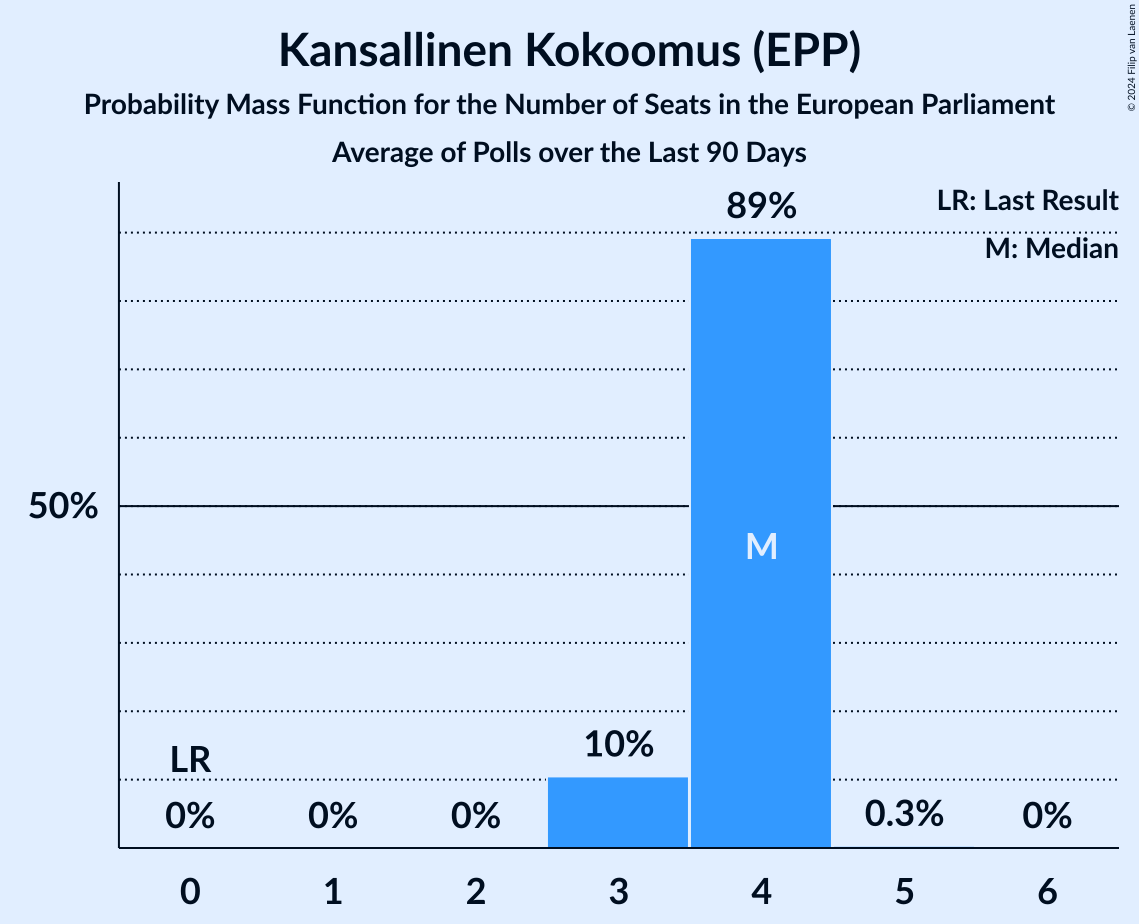 Kansallinen Kokoomus (EPP)
Probability Mass Function for the Number of Seats in the European Parliament
Average of Polls over the Last 90 Days
© 2024 Filip van Laenen
LR: Last Result
M: Median
89%
50%
M
10%
LR
0%
0%
0%
0.3%
0%
0
1
2
3
4
5
6